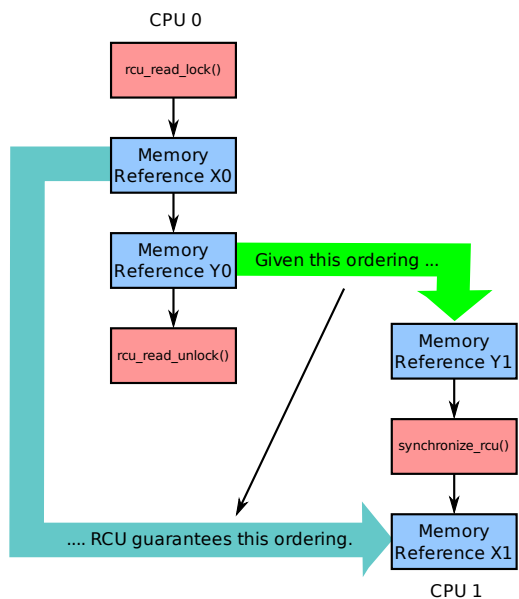 CPU 0
rcu_read_lock()
Memory
Reference X0
Memory
Reference Y0
Given this ordering ...
rcu_read_unlock()
Memory
Reference Y1
synchronize_rcu()
.... RCU guarantees this ordering.
Memory
Reference X1
CPU 1